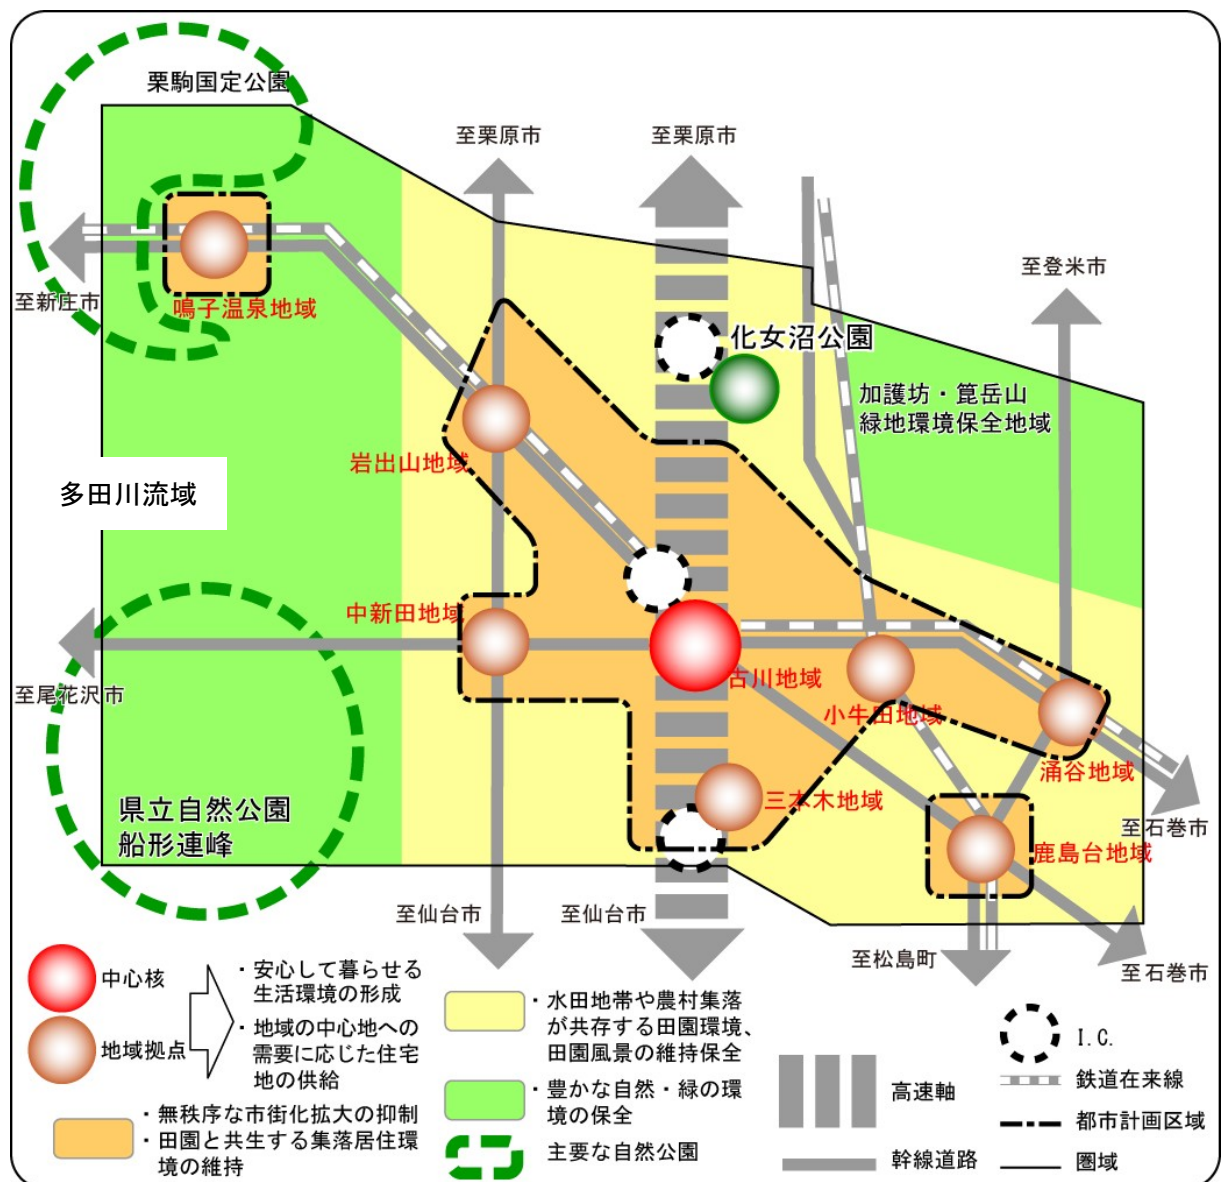 栗駒国定公園
至栗原市
至栗原市
至登米市
至新庄市
鳴子温泉地域
化女沼公園
加護坊・箟岳山
緑地環境保全地域
岩出山地域
多田川流域
中新田地域
至尾花沢市
古川地域
小牛田地域
涌谷地域
三本木地域
至石巻市
県立自然公園
船形連峰
鹿島台地域
至仙台市
至仙台市
至松島町
至石巻市
中心核
地域拠点
・安心して暮らせる
生活環境の形成
・地域の中心地への
需要に応じた住宅
地の供給
・無秩序な市街化拡大の抑制
・田園と共生する集落居住環
境の維持
・水田地帯や農村集落
が共存する田園環境、
田園風景の維持保全
・豊かな自然・緑の環
境の保全
主要な自然公園
高速軸
幹線道路
I.C.
鉄道在来線
都市計画区域
圏域